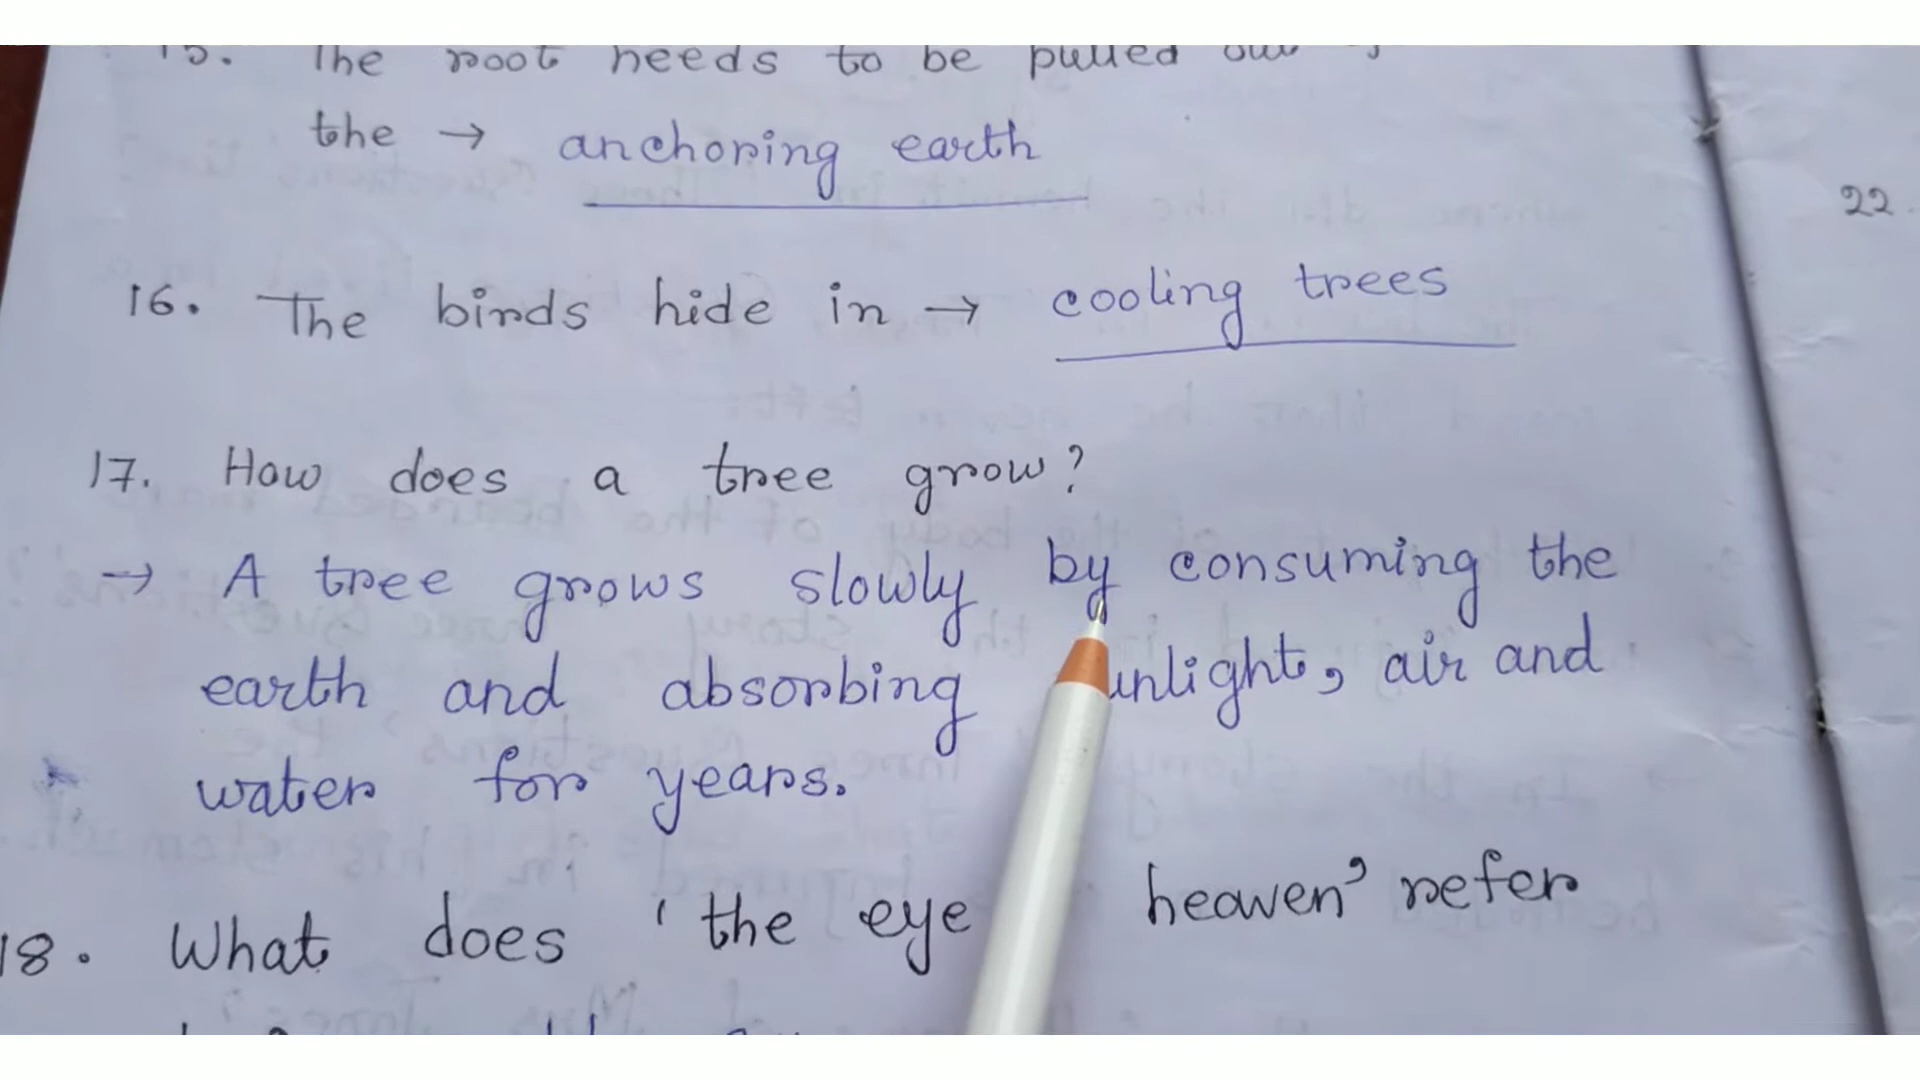 15. The root needs to be pulled out
the → anchoring earth
16. The birds hide in → cooling trees
22.
17. How does a tree grow?
→ A tree grows slowly by consuming the
earth and absorbing unlight, air and
water for years.
18. What does 'the eye heaven' refer